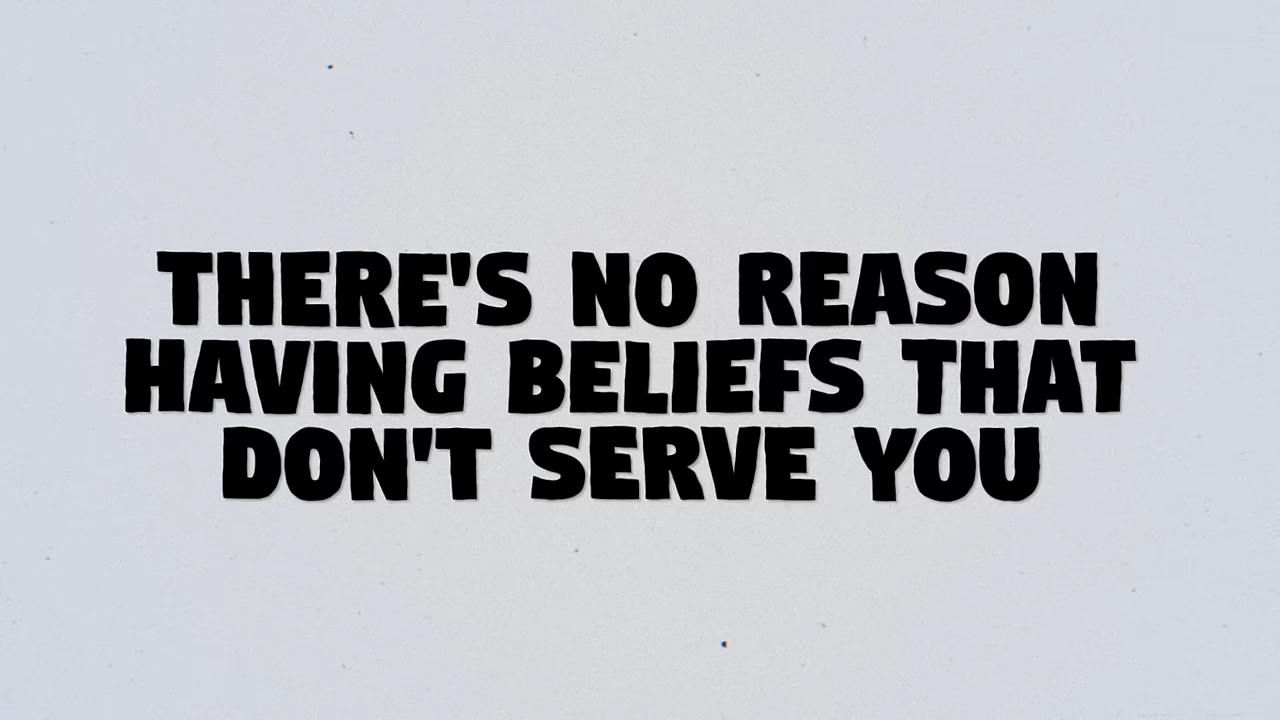 THERE'S NO REASON
HAVING BELIEFS THAT
DON'T SERVE YOU